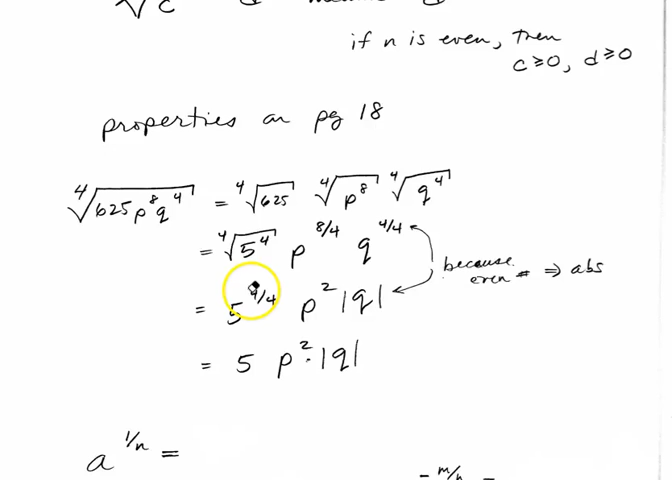 if n is even, then
c ≥ 0, d ≥ 0
properties on pg 18
⁴√625p⁸q⁴ = ⁴√625 ⁴√p⁸ ⁴√q⁴
= ⁴√5⁴ p^8/4 q^4/4
because even # ⇒ abs
= 5^4/4 p² |q|
= 5 p² · |q|
a^1/n =
- m/n =